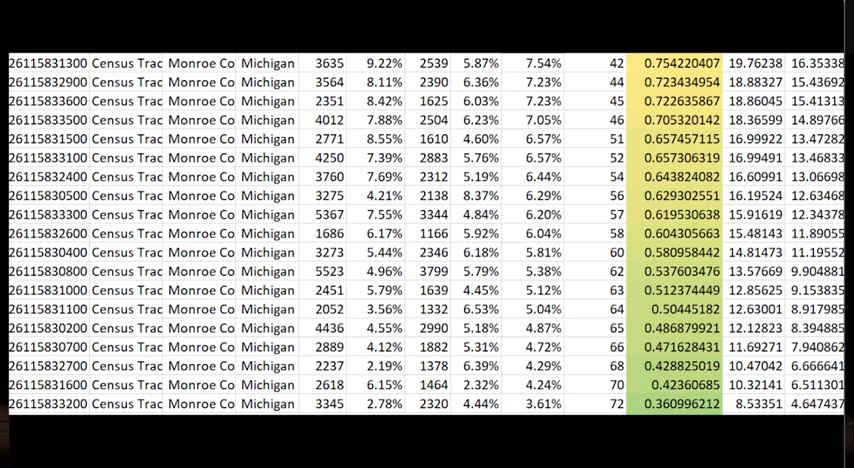 26115831300 Census Trac Monroe Co Michigan 3635 9.22% 2539 5.87% 7.54% 42 0.754220407 19.76238 16.35338
26115832900 Census Trac Monroe Co Michigan 3564 8.11% 2390 6.36% 7.23% 44 0.723434954 18.88327 15.43692
26115833600 Census Trac Monroe Co Michigan 2351 8.42% 1625 6.03% 7.23% 45 0.722635867 18.86045 15.41313
26115833500 Census Trac Monroe Co Michigan 4012 7.88% 2504 6.23% 7.05% 46 0.705320142 18.36599 14.89766
26115831500 Census Trac Monroe Co Michigan 2771 8.55% 1610 4.60% 6.57% 51 0.657457115 16.99922 13.47282
26115833100 Census Trac Monroe Co Michigan 4250 7.39% 2883 5.76% 6.57% 52 0.657306319 16.99491 13.46833
26115832400 Census Trac Monroe Co Michigan 3760 7.69% 2312 5.19% 6.44% 54 0.643824082 16.60991 13.06698
26115830500 Census Trac Monroe Co Michigan 3275 4.21% 2138 8.37% 6.29% 56 0.629302551 16.19524 12.63468
26115833300 Census Trac Monroe Co Michigan 5367 7.55% 3344 4.84% 6.20% 57 0.619530638 15.91619 12.34378
26115832600 Census Trac Monroe Co Michigan 1686 6.17% 1166 5.92% 6.04% 58 0.604305663 15.48143 11.89055
26115830400 Census Trac Monroe Co Michigan 3273 5.44% 2346 6.18% 5.81% 60 0.580958442 14.81473 11.19552
26115830800 Census Trac Monroe Co Michigan 5523 4.96% 3799 5.79% 5.38% 62 0.537603476 13.57669 9.904881
26115831000 Census Trac Monroe Co Michigan 2451 5.79% 1639 4.45% 5.12% 63 0.512374449 12.85625 9.153835
26115831100 Census Trac Monroe Co Michigan 2052 3.56% 1332 6.53% 5.04% 64 0.50445182 12.63001 8.917985
26115830200 Census Trac Monroe Co Michigan 4436 4.55% 2990 5.18% 4.87% 65 0.486879921 12.12823 8.394885
26115830700 Census Trac Monroe Co Michigan 2889 4.12% 1882 5.31% 4.72% 66 0.471628431 11.69271 7.940862
26115832700 Census Trac Monroe Co Michigan 2237 2.19% 1378 6.39% 4.29% 68 0.428825019 10.47042 6.666641
26115831600 Census Trac Monroe Co Michigan 2618 6.15% 1464 2.32% 4.24% 70 0.42360685 10.32141 6.511301
26115833200 Census Trac Monroe Co Michigan 3345 2.78% 2320 4.44% 3.61% 72 0.360996212 8.53351 4.647437